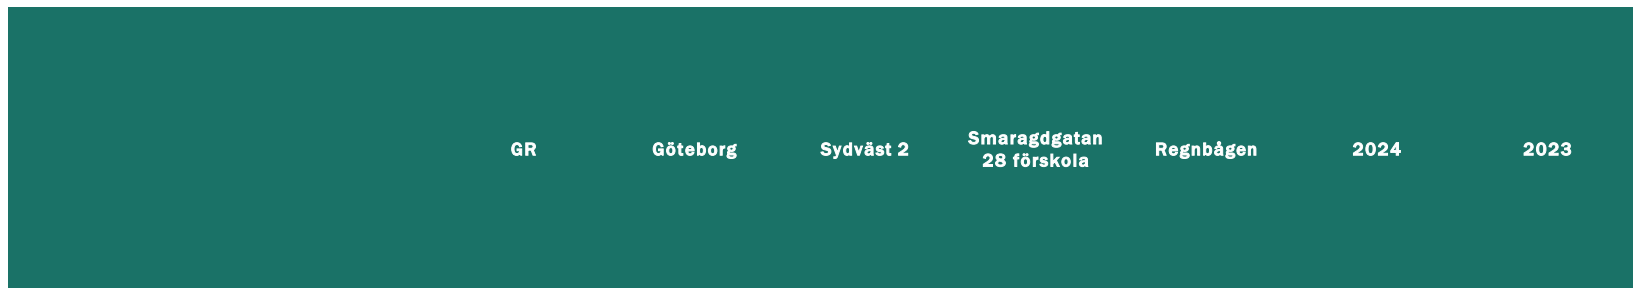 GR
Göteborg
Sydväst 2
Smaragdgatan
28 förskola
Regnbågen
2024
2023